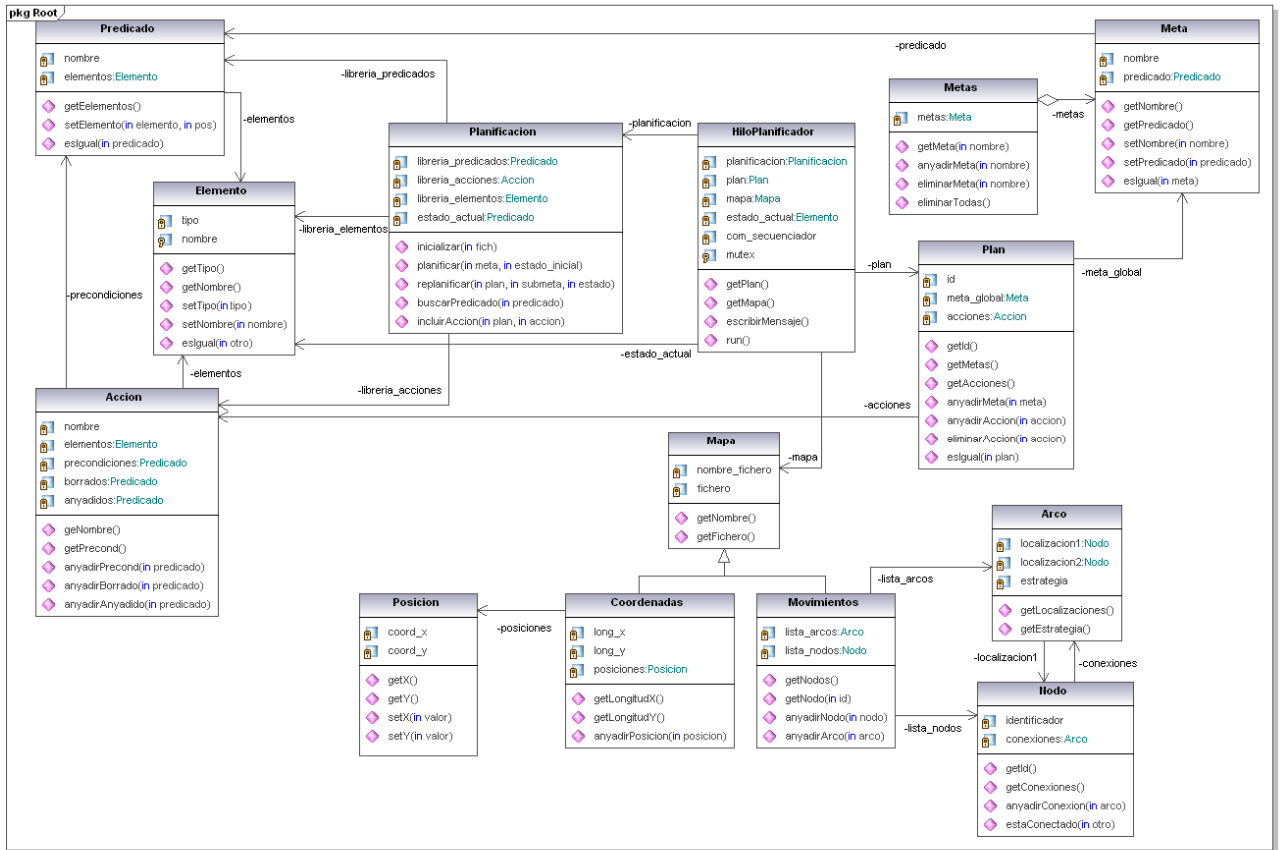 pkg Root
Predicado
nombre
elementos:Elemento
getEelementos()
setElemento(in elemento, in pos)
esIgual(in predicado)
-predicado
-libreria_predicados
-elementos
Meta
nombre
predicado:Predicado
getNombre()
getPredicado()
setNombre(in nombre)
setPredicado(in predicado)
esIgual(in meta)
Metas
metas:Meta
getMeta(in nombre)
anyadirMeta(in nombre)
eliminarMeta(in nombre)
eliminarTodas()
-metas
Planificacion
libreria_predicados:Predicado
libreria_acciones:Accion
libreria_elementos:Elemento
estado_actual:Predicado
inicializar(in fich)
planificar(in meta, in estado_inicial)
replanificar(in plan, in submeta, in estado)
buscarPredicado(in predicado)
incluirAccion(in plan, in accion)
-planificacion
HiloPlanificador
planificacion:Planificacion
plan:Plan
mapa:Mapa
estado_actual:Elemento
com_secuenciador
mutex
getPlan()
getMapa()
escribirMensaje()
run()
Elemento
tipo
nombre
getTipo()
getNombre()
setTipo(in tipo)
setNombre(in nombre)
esIgual(in otro)
-libreria_elementos
-plan
-meta_global
Plan
id
meta_global:Meta
acciones:Accion
getId()
getMetas()
getAcciones()
anyadirMeta(in meta)
anyadirAccion(in accion)
eliminarAccion(in accion)
esIgual(in plan)
-precondiciones
-estado_actual
-elementos
-libreria_acciones
-acciones
Accion
nombre
elementos:Elemento
precondiciones:Predicado
borrados:Predicado
anyadidos:Predicado
geNombre()
getPrecond()
anyadirPrecond(in predicado)
anyadirBorrado(in predicado)
anyadirAnyadido(in predicado)
Mapa
nombre_fichero
fichero
getNombre()
getFichero()
-mapa
Arco
localizacion1:Nodo
localizacion2:Nodo
estrategia
getLocalizaciones()
getEstrategia()
-lista_arcos
Posicion
coord_x
coord_y
getX()
getY()
setX(in valor)
setY(in valor)
-posiciones
Coordenadas
long_x
long_y
posiciones:Posicion
getLongitudX()
getLongitudY()
anyadirPosicion(in posicion)
Movimientos
lista_arcos:Arco
lista_nodos:Nodo
getNodos()
getNodo(in id)
anyadirNodo(in nodo)
anyadirArco(in arco)
-localizacion1
-conexiones
-lista_nodos
Nodo
identificador
conexiones:Arco
getId()
getConexiones()
anyadirConexion(in arco)
estaConectado(in otro)